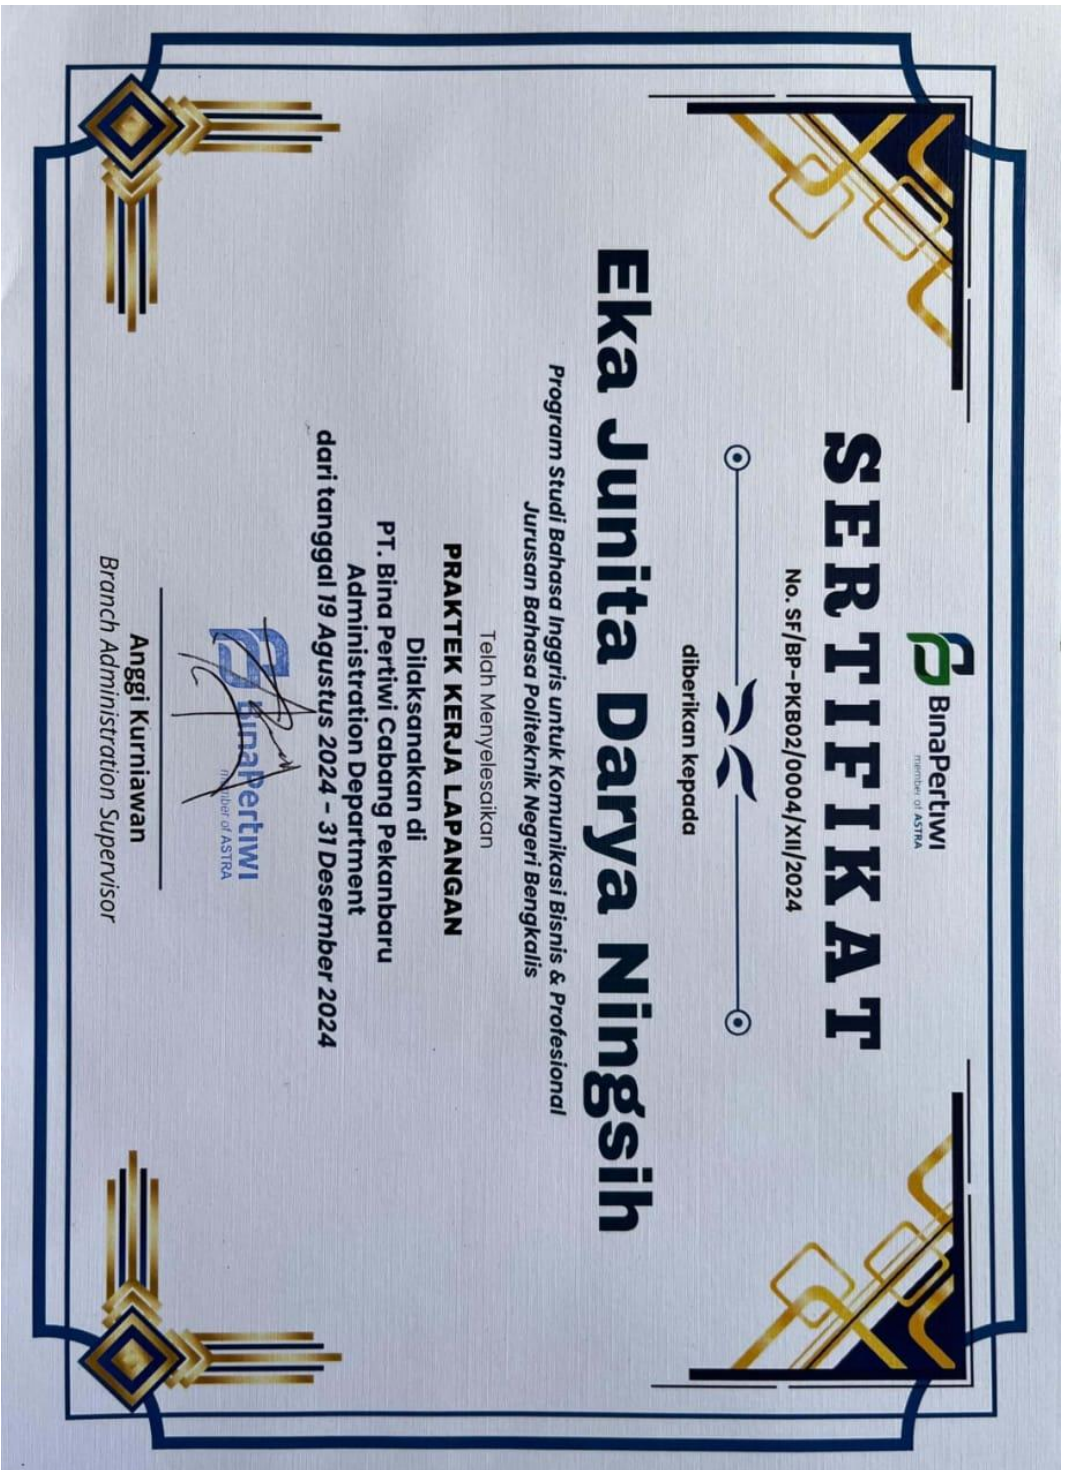 BinaPertiwi
member of ASTRA
SERTIFIKAT
No. SF/BP-PKB02/0004/XII/2024
diberikan kepada
Eka Junita Darya Ningsih
Program Studi Bahasa Inggris untuk Komunikasi Bisnis & Profesional
Jurusan Bahasa Politeknik Negeri Bengkalis
Telah Menyelesaikan
PRAKTEK KERJA LAPANGAN
Dilaksanakan di
PT. Bina Pertiwi Cabang Pekanbaru
Administration Department
dari tanggal 19 Agustus 2024 - 31 Desember 2024
BinaPertiwi
member of ASTRA
Anggi Kurniawan
Branch Administration Supervisor